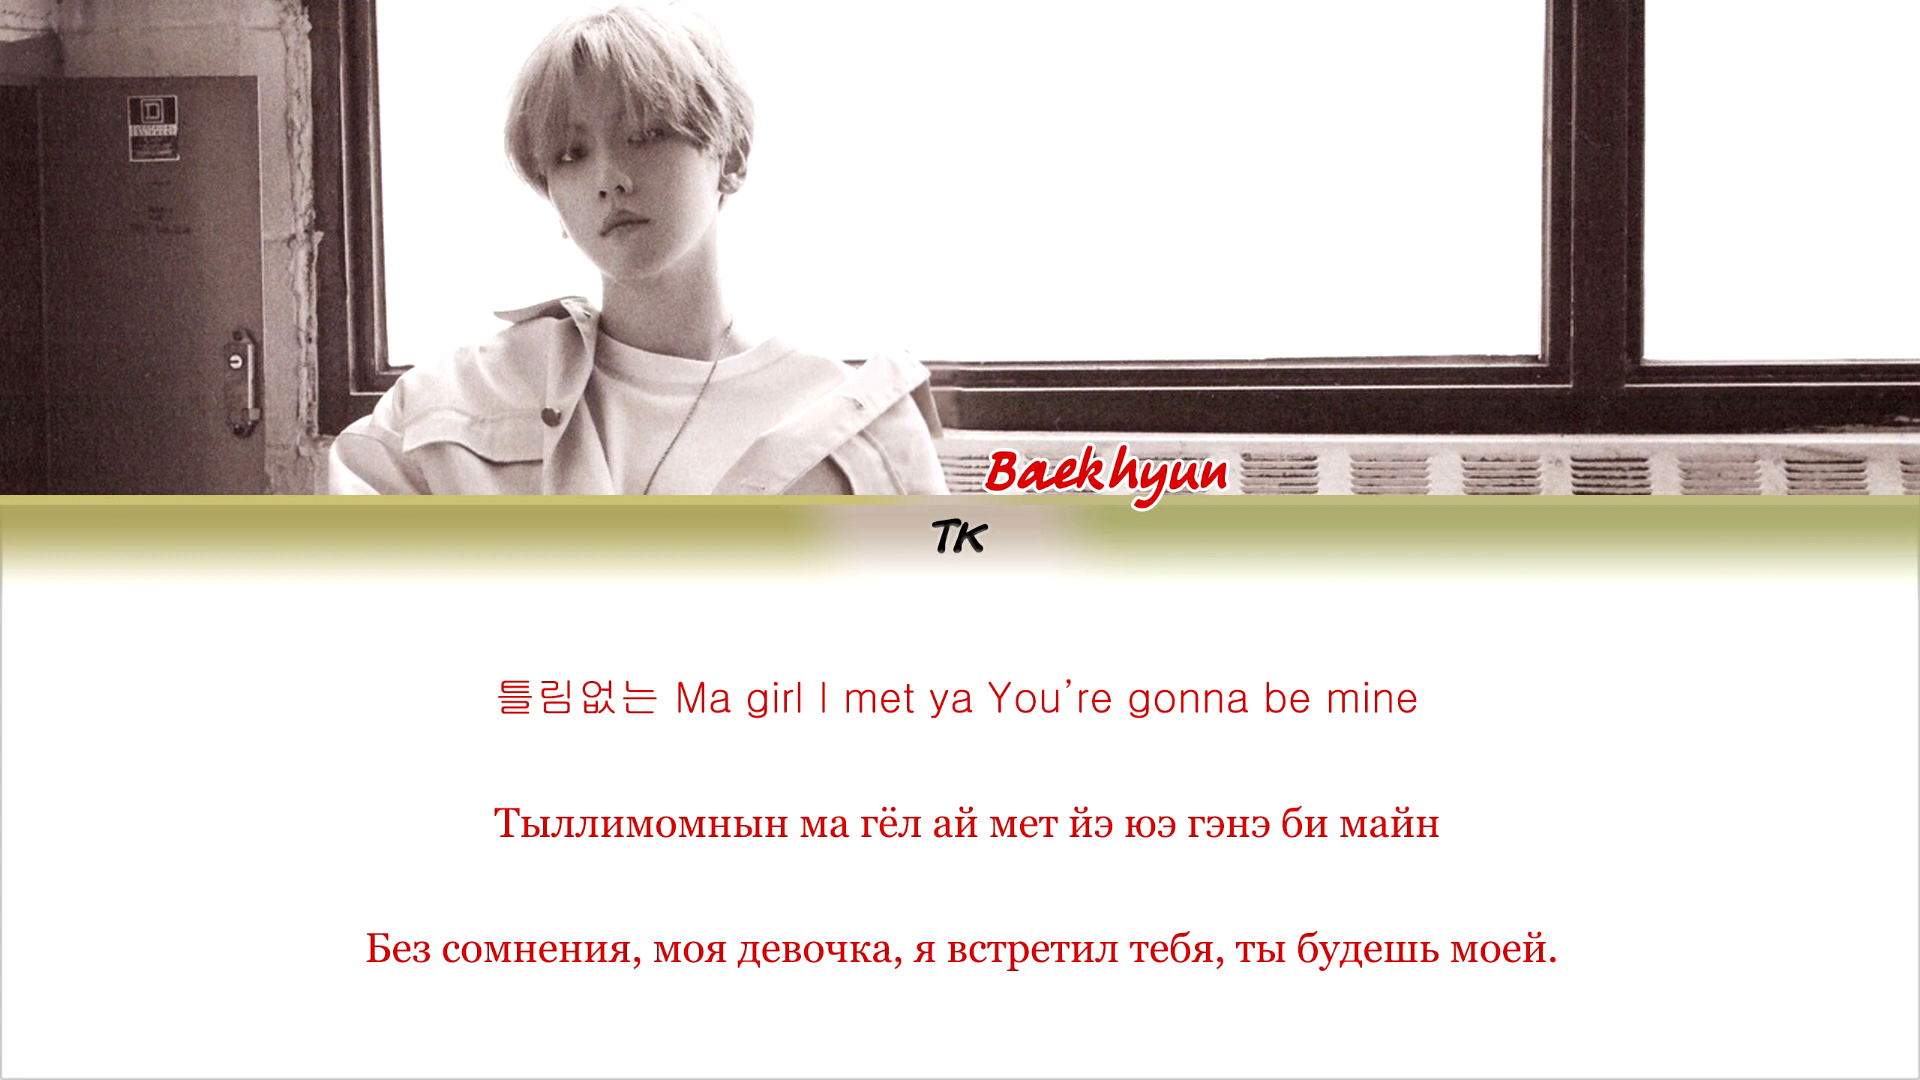 D
Baekhyun
TK
틀림없는 Ma girl I met ya You’re gonna be mine
Тыллимомнын ма гёл ай мет йэ юэ гэнэ би майн
Без сомнения, моя девочка, я встретил тебя, ты будешь моей.